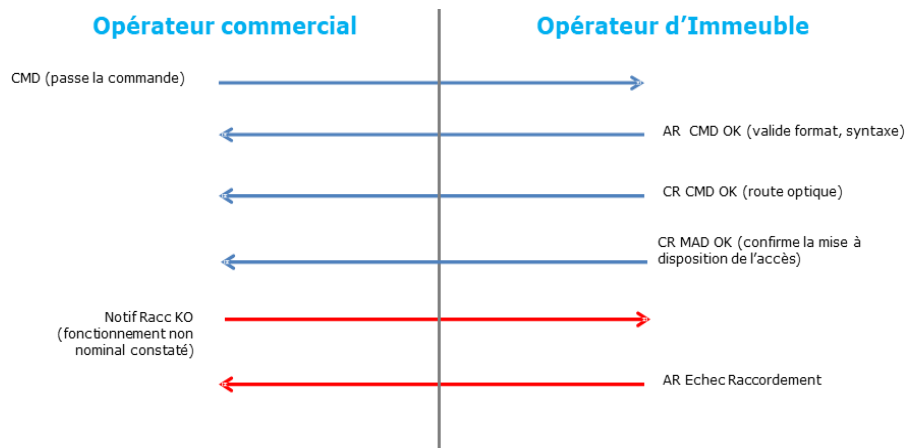 Opérateur commercial
Opérateur d'Immeuble
CMD (passe la commande)
AR  CMD OK (valide format, syntaxe)
CR CMD OK (route optique)
CR MAD OK (confirme la mise à
disposition de l'accès)
Notif Racc KO
(fonctionnement non
nominal constaté)
AR Echec Raccordement